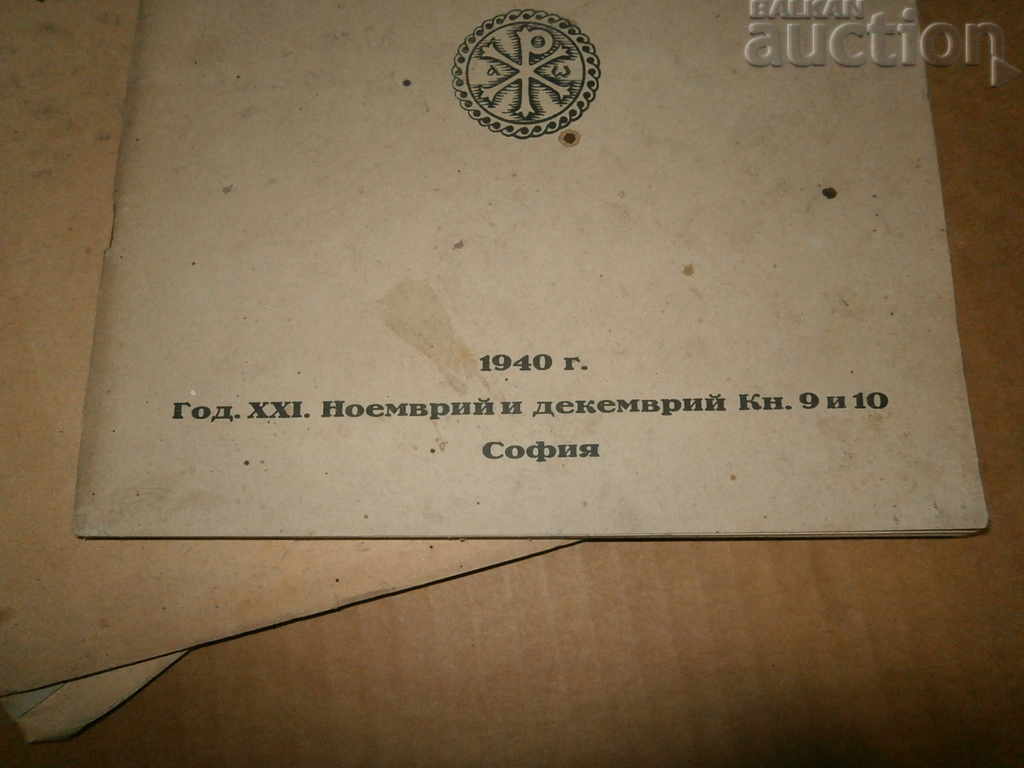 BALKAN
auction
Α Ρ ω
1940 г.
Год. XXI. Ноемврий и декемврий Кн. 9 и 10
София